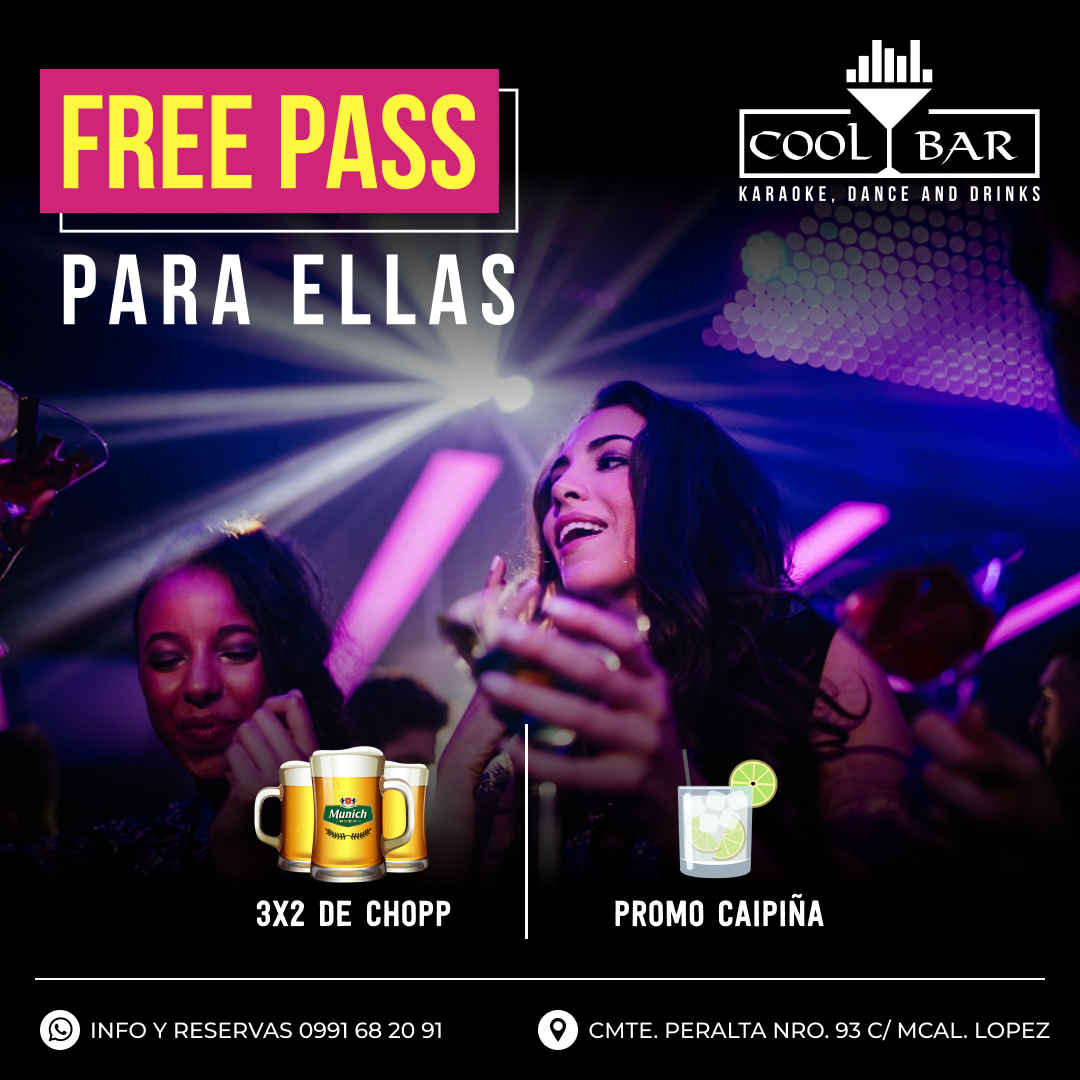 FREE PASS
PARA ELLAS
COOL BAR
KARAOKE, DANCE AND DRINKS
Munich
BEER
3X2 DE CHOPP
PROMO CAIPIÑA
INFO Y RESERVAS 0991 68 20 91
CMTE. PERALTA NRO. 93 C/ MCAL. LOPEZ